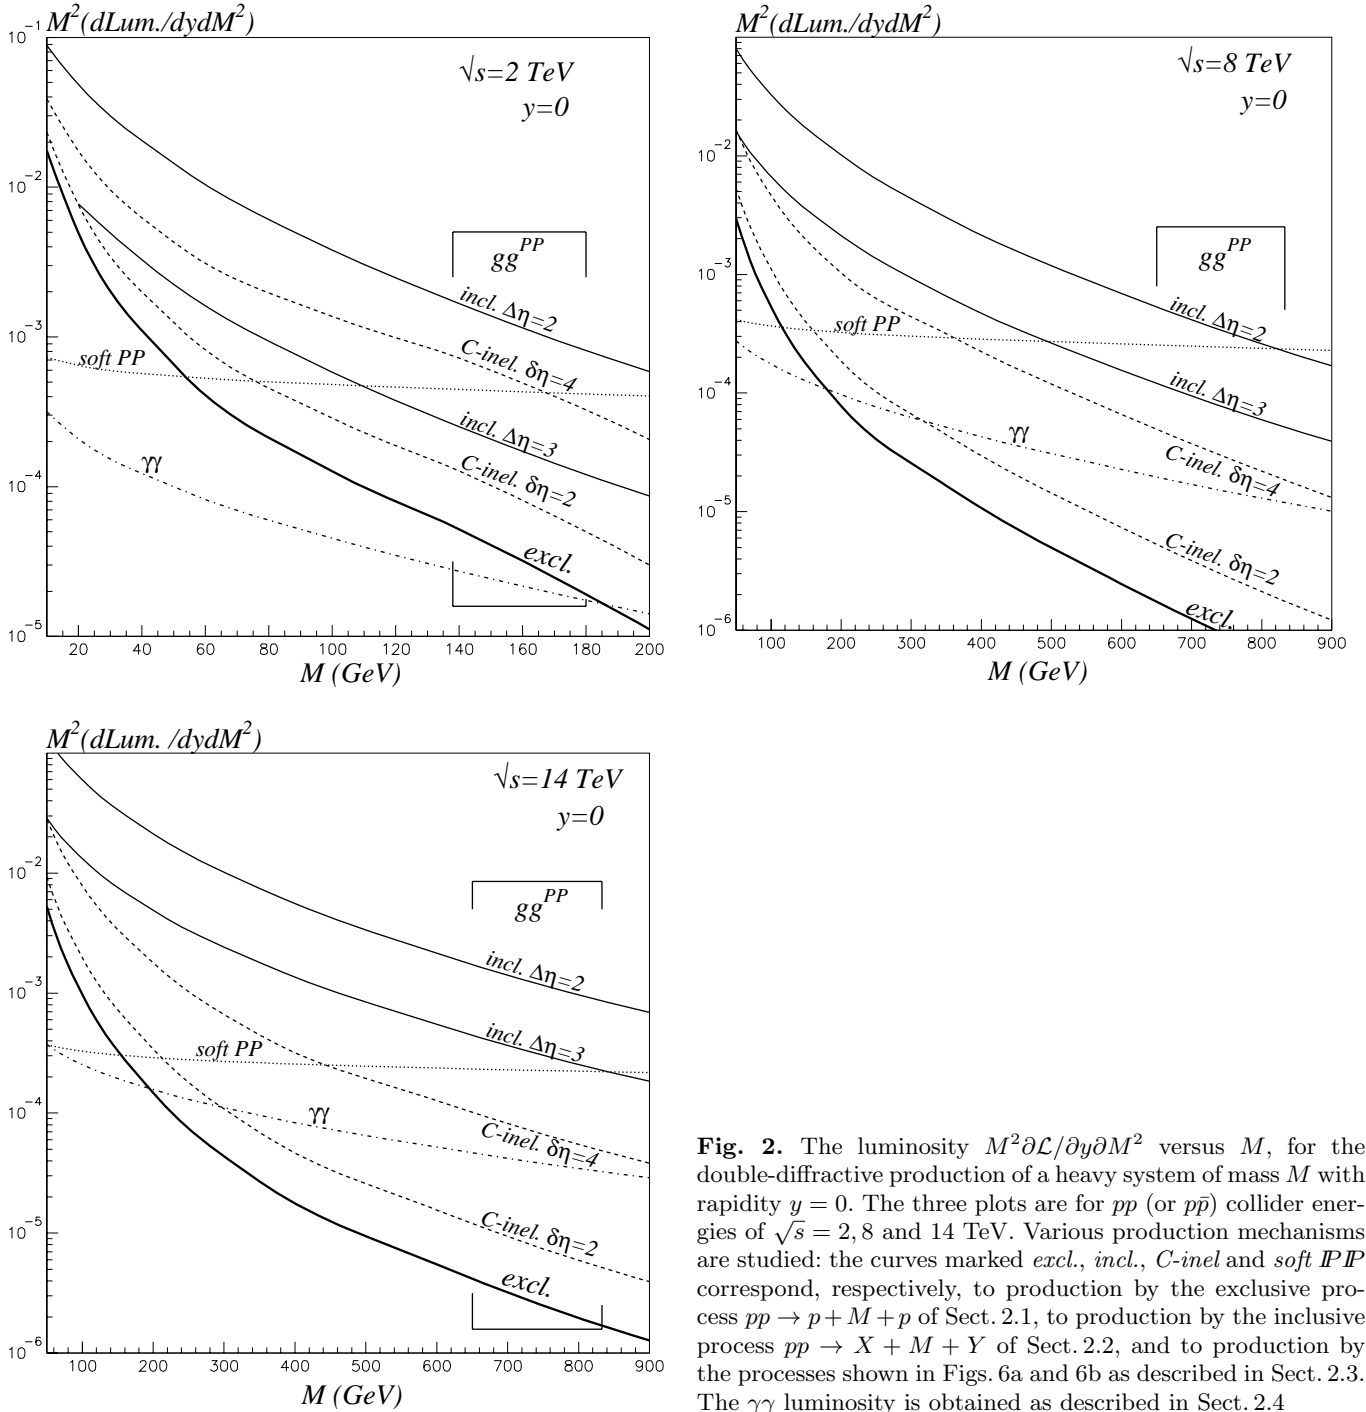 M²(dLum./dydM²)
√s=2 TeV
y=0
gg^PP
incl. Δη=2
C-inel. δη=4
soft PP
incl. Δη=3
C-inel. δη=2
γγ
excl.
10⁻¹
10⁻²
10⁻³
10⁻⁴
10⁻⁵
20 40 60 80 100 120 140 160 180 200
M (GeV)
M²(dLum./dydM²)
√s=8 TeV
y=0
gg^PP
incl. Δη=2
soft PP
incl. Δη=3
γγ
C-inel. δη=4
C-inel. δη=2
excl.
10⁻²
10⁻³
10⁻⁴
10⁻⁵
10⁻⁶
100 200 300 400 500 600 700 800 900
M (GeV)
M²(dLum. /dydM²)
√s=14 TeV
y=0
gg^PP
incl. Δη=2
incl. Δη=3
soft PP
γγ
C-inel. δη=4
C-inel. δη=2
excl.
10⁻²
10⁻³
10⁻⁴
10⁻⁵
10⁻⁶
100 200 300 400 500 600 700 800 900
M (GeV)
Fig. 2. The luminosity M²∂ℒ/∂y∂M² versus M, for the
double-diffractive production of a heavy system of mass M with
rapidity y = 0. The three plots are for pp (or pp̄) collider ener-
gies of √s = 2, 8 and 14 TeV. Various production mechanisms
are studied: the curves marked excl., incl., C-inel and soft ℙℙ
correspond, respectively, to production by the exclusive pro-
cess pp → p + M + p of Sect. 2.1, to production by the inclusive
process pp → X + M + Y of Sect. 2.2, and to production by
the processes shown in Figs. 6a and 6b as described in Sect. 2.3.
The γγ luminosity is obtained as described in Sect. 2.4